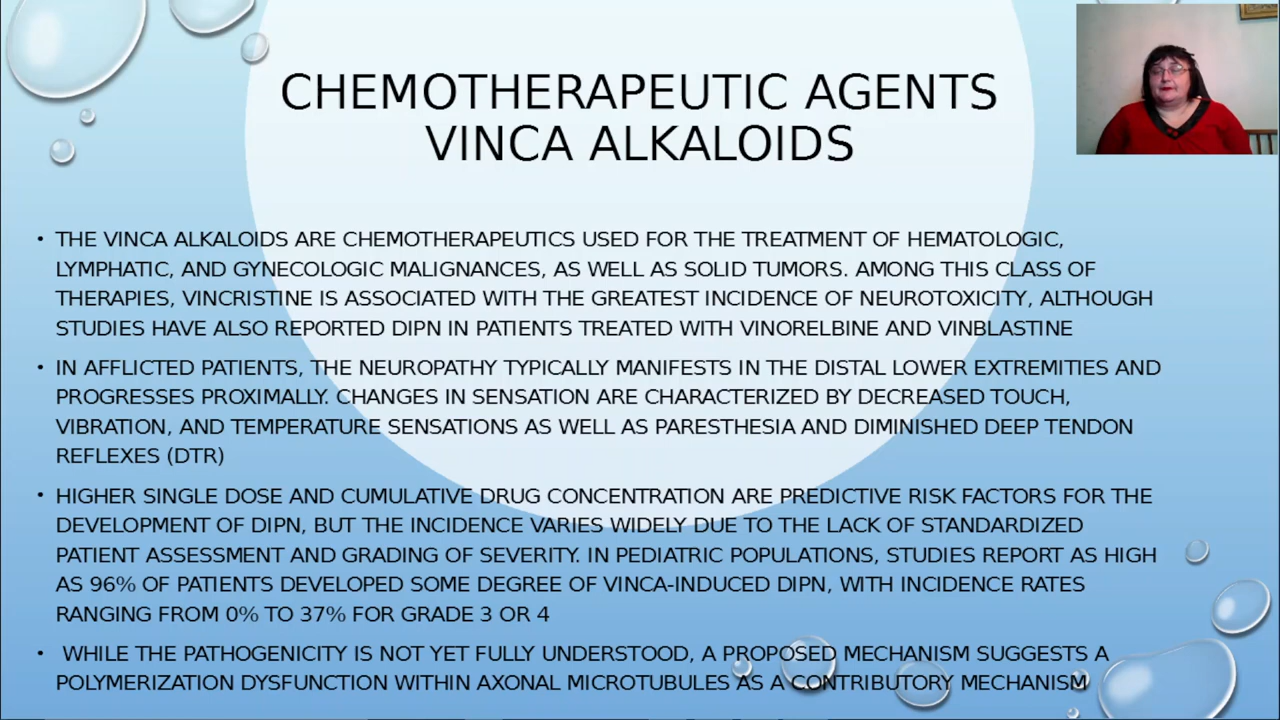 CHEMOTHERAPEUTIC AGENTS
VINCA ALKALOIDS
• THE VINCA ALKALOIDS ARE CHEMOTHERAPEUTICS USED FOR THE TREATMENT OF HEMATOLOGIC,
LYMPHATIC, AND GYNECOLOGIC MALIGNANCES, AS WELL AS SOLID TUMORS. AMONG THIS CLASS OF
THERAPIES, VINCRISTINE IS ASSOCIATED WITH THE GREATEST INCIDENCE OF NEUROTOXICITY, ALTHOUGH
STUDIES HAVE ALSO REPORTED DIPN IN PATIENTS TREATED WITH VINORELBINE AND VINBLASTINE
• IN AFFLICTED PATIENTS, THE NEUROPATHY TYPICALLY MANIFESTS IN THE DISTAL LOWER EXTREMITIES AND
PROGRESSES PROXIMALLY. CHANGES IN SENSATION ARE CHARACTERIZED BY DECREASED TOUCH,
VIBRATION, AND TEMPERATURE SENSATIONS AS WELL AS PARESTHESIA AND DIMINISHED DEEP TENDON
REFLEXES (DTR)
• HIGHER SINGLE DOSE AND CUMULATIVE DRUG CONCENTRATION ARE PREDICTIVE RISK FACTORS FOR THE
DEVELOPMENT OF DIPN, BUT THE INCIDENCE VARIES WIDELY DUE TO THE LACK OF STANDARDIZED
PATIENT ASSESSMENT AND GRADING OF SEVERITY. IN PEDIATRIC POPULATIONS, STUDIES REPORT AS HIGH
AS 96% OF PATIENTS DEVELOPED SOME DEGREE OF VINCA-INDUCED DIPN, WITH INCIDENCE RATES
RANGING FROM 0% TO 37% FOR GRADE 3 OR 4
• WHILE THE PATHOGENICITY IS NOT YET FULLY UNDERSTOOD, A PROPOSED MECHANISM SUGGESTS A
POLYMERIZATION DYSFUNCTION WITHIN AXONAL MICROTUBULES AS A CONTRIBUTORY MECHANISM